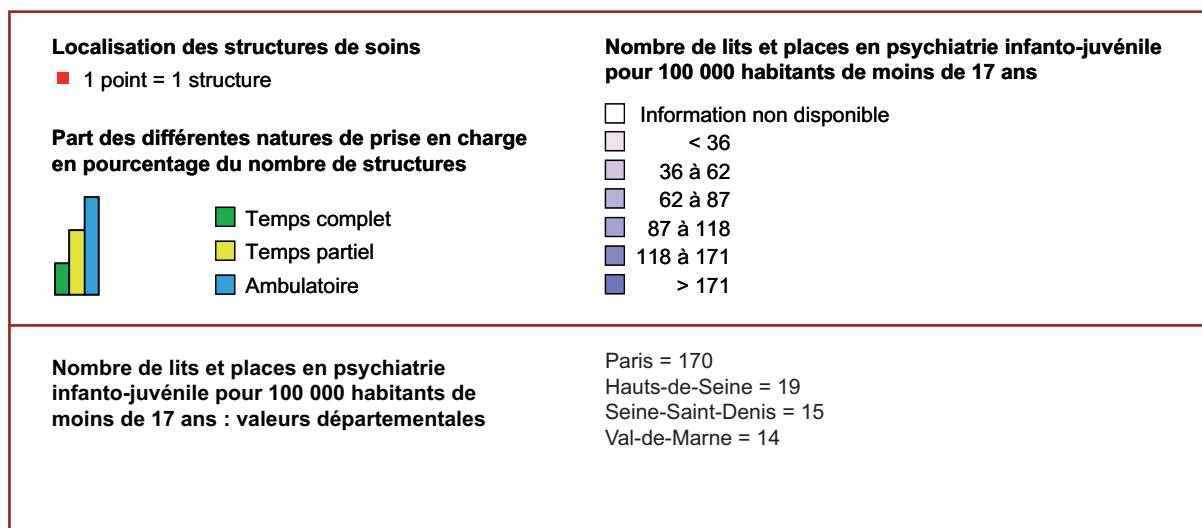 Localisation des structures de soins
1 point = 1 structure
Part des différentes natures de prise en charge
en pourcentage du nombre de structures
Temps complet
Temps partiel
Ambulatoire
Nombre de lits et places en psychiatrie infanto-juvénile
pour 100 000 habitants de moins de 17 ans
Information non disponible
< 36
36 à 62
62 à 87
87 à 118
118 à 171
> 171
Nombre de lits et places en psychiatrie
infanto-juvénile pour 100 000 habitants de
moins de 17 ans : valeurs départementales
Paris = 170
Hauts-de-Seine = 19
Seine-Saint-Denis = 15
Val-de-Marne = 14